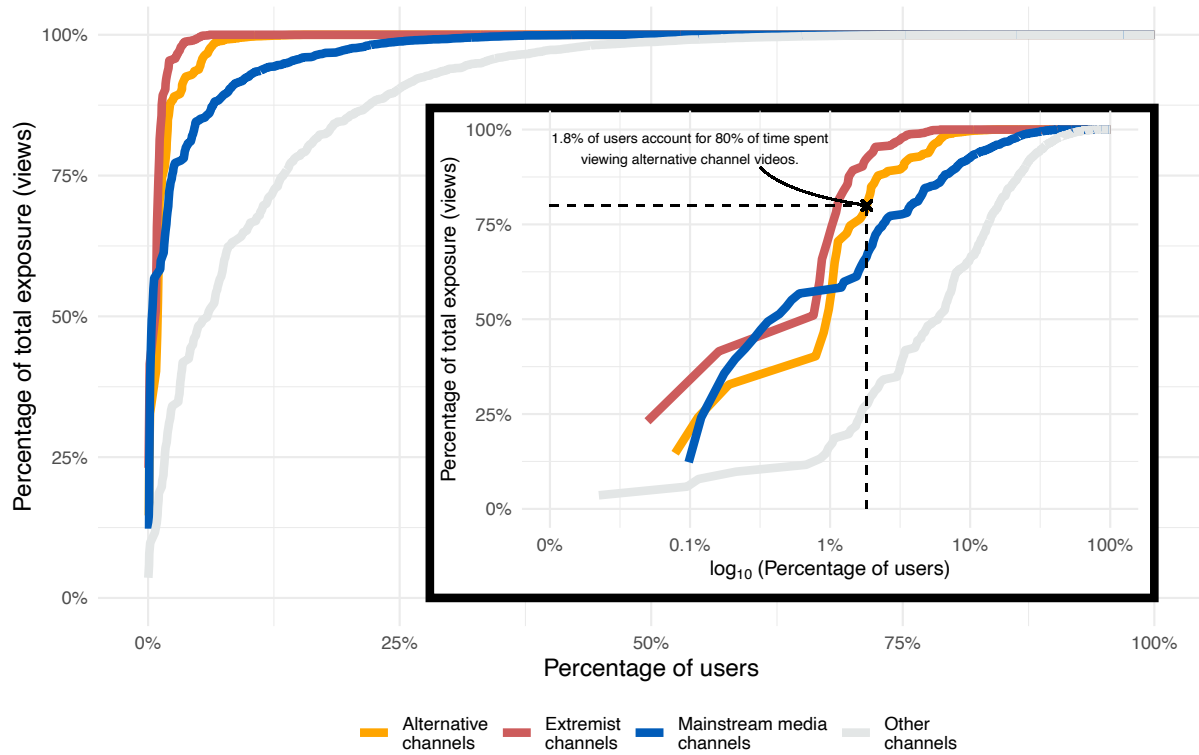 100%
75%
50%
25%
0%
Percentage of total exposure (views)
0%
25%
50%
75%
100%
Percentage of users
1.8% of users account for 80% of time spent
viewing alternative channel videos.
100%
75%
50%
25%
0%
Percentage of total exposure (views)
0%
0.1%
1%
10%
100%
log₁₀ (Percentage of users)
Alternative
channels
Extremist
channels
Mainstream media
channels
Other
channels